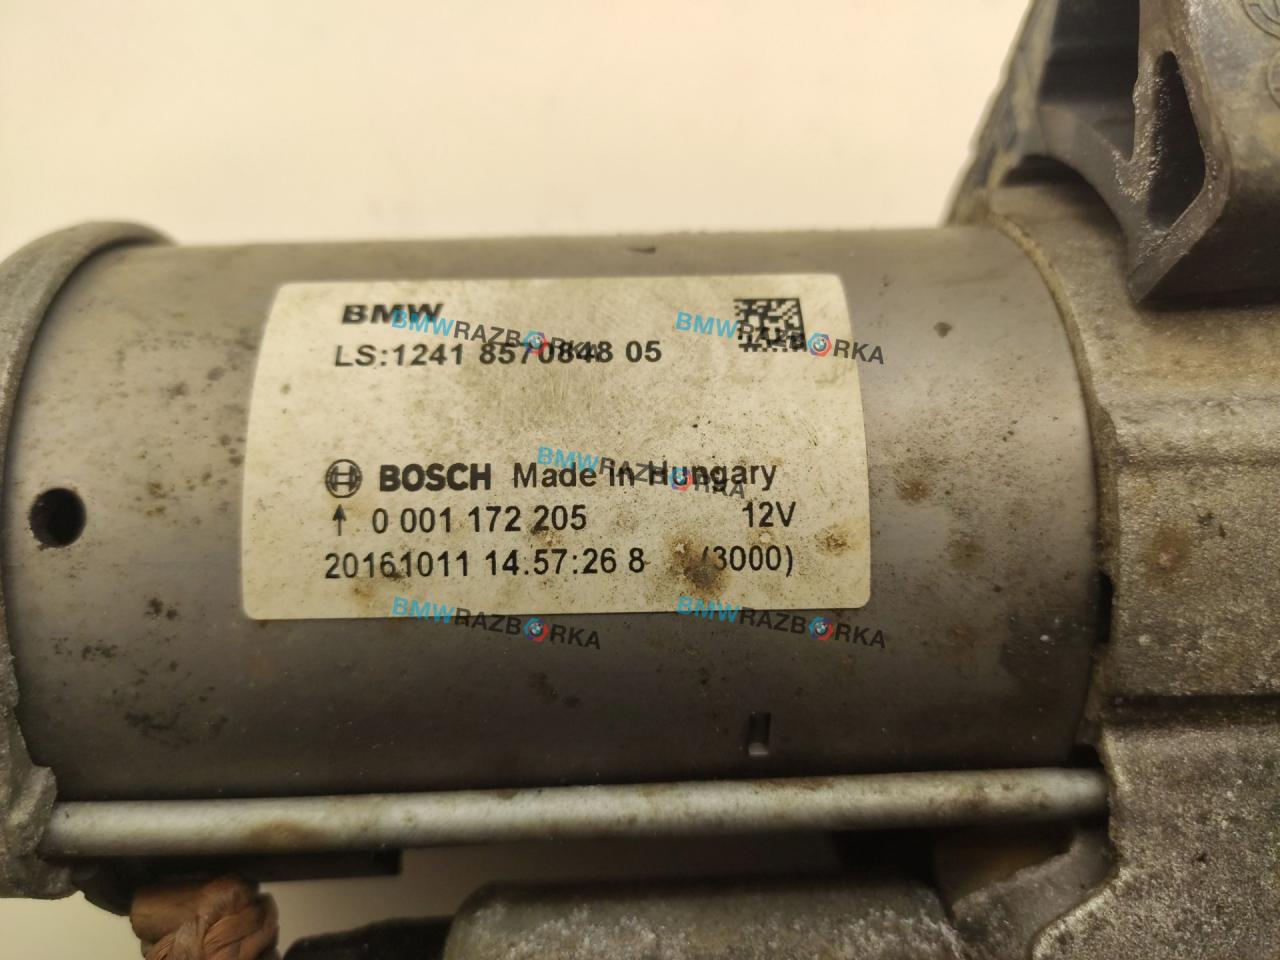 BMW
LS:1241 8570848 05
BOSCH Made in Hungary
0 001 172 205 12V
20161011 14.57:26 8 (3000)
BMWRAZBORKA
BMWRAZBORKA
BMWRAZBORKA
BMWRAZBORKA
BMWRAZBORKA